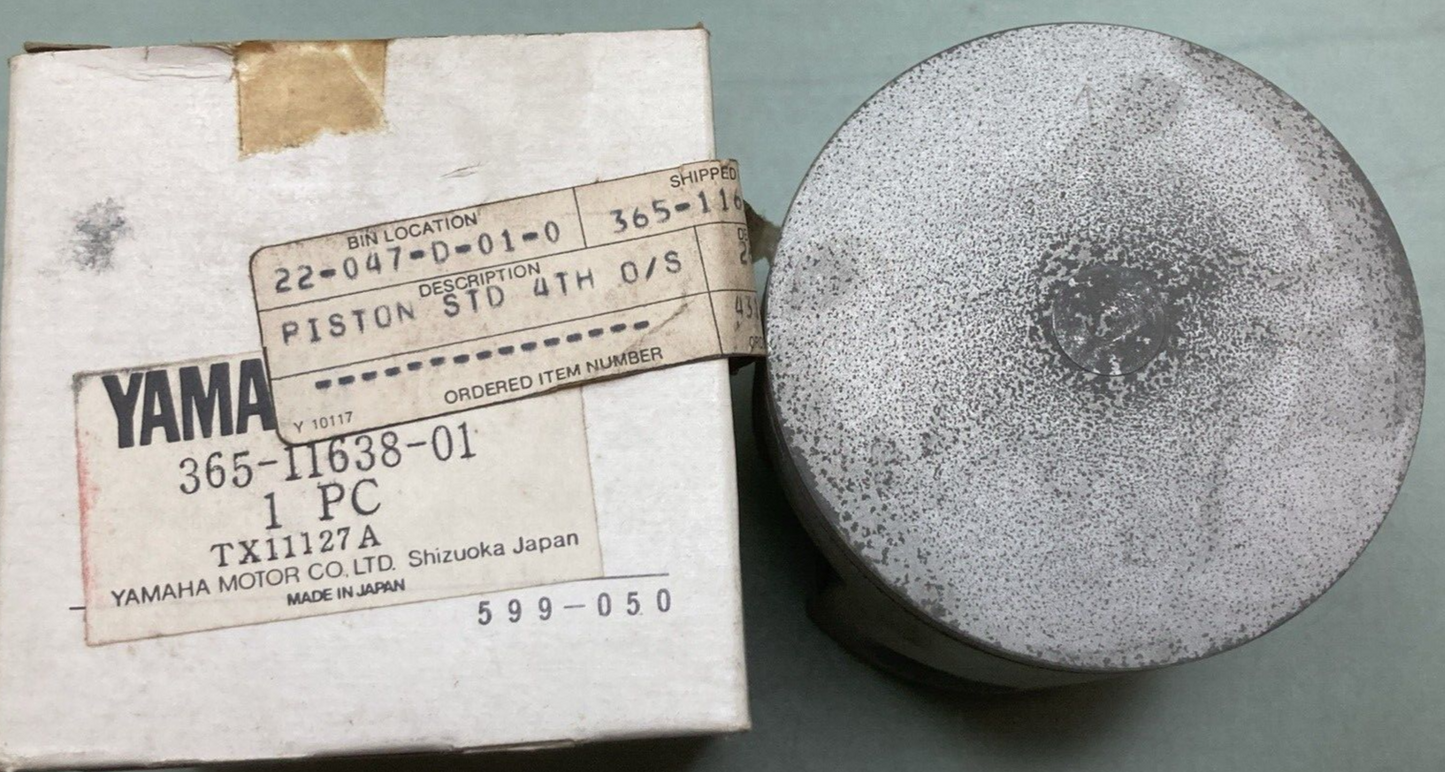 BIN LOCATION
SHIPPED
22-047-D-01-0
365-116
DESCRIPTION
PISTON STD 4TH O/S
ORDERED ITEM NUMBER
Y 10117
YAMA
365-11638-01
1 PC
TX11127A
YAMAHA MOTOR CO., LTD. Shizuoka Japan
MADE IN JAPAN
599-050